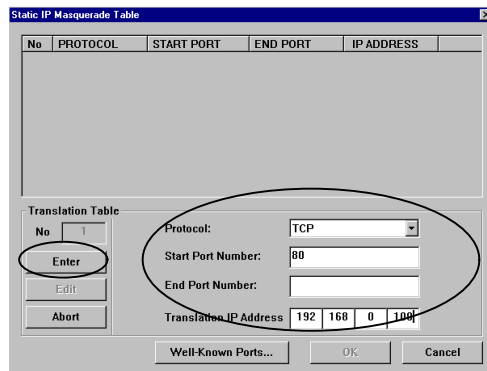 Static IP Masquerade Table
No PROTOCOL START PORT END PORT IP ADDRESS
Translation Table
No 1
Protocol: TCP
Enter
Start Port Number: 80
Edit
End Port Number:
Abort
Translation IP Address 192 168 0 100
Well-Known Ports... OK Cancel